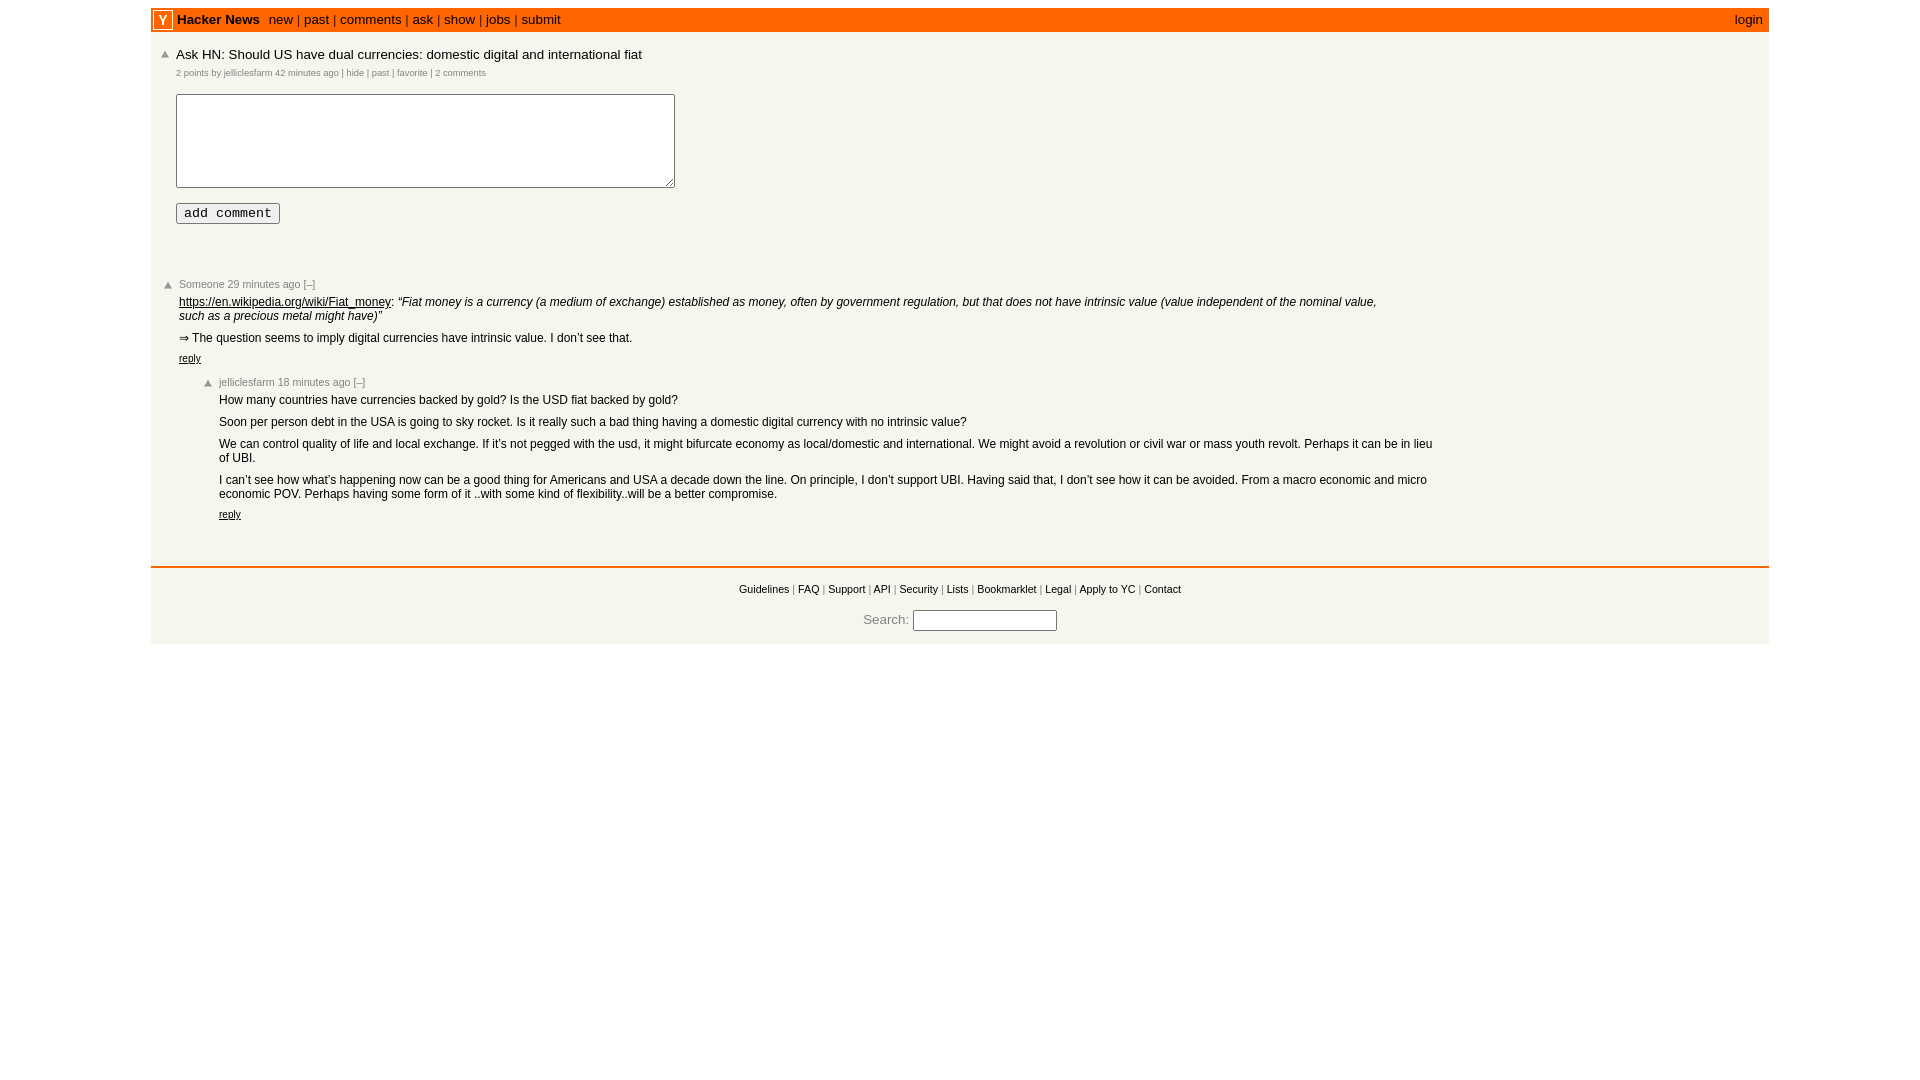 Y Hacker News new | past | comments | ask | show | jobs | submit login
Ask HN: Should US have dual currencies: domestic digital and international fiat
2 points by jelliclesfarm 42 minutes ago | hide | past | favorite | 2 comments
add comment
Someone 29 minutes ago [–]
https://en.wikipedia.org/wiki/Fiat_money: “Fiat money is a currency (a medium of exchange) established as money, often by government regulation, but that does not have intrinsic value (value independent of the nominal value,
such as a precious metal might have)”
⇒ The question seems to imply digital currencies have intrinsic value. I don’t see that.
reply
jelliclesfarm 18 minutes ago [–]
How many countries have currencies backed by gold? Is the USD fiat backed by gold?
Soon per person debt in the USA is going to sky rocket. Is it really such a bad thing having a domestic digital currency with no intrinsic value?
We can control quality of life and local exchange. If it’s not pegged with the usd, it might bifurcate economy as local/domestic and international. We might avoid a revolution or civil war or mass youth revolt. Perhaps it can be in lieu
of UBI.
I can’t see how what’s happening now can be a good thing for Americans and USA a decade down the line. On principle, I don’t support UBI. Having said that, I don’t see how it can be avoided. From a macro economic and micro
economic POV. Perhaps having some form of it ..with some kind of flexibility..will be a better compromise.
reply
Guidelines | FAQ | Support | API | Security | Lists | Bookmarklet | Legal | Apply to YC | Contact
Search: